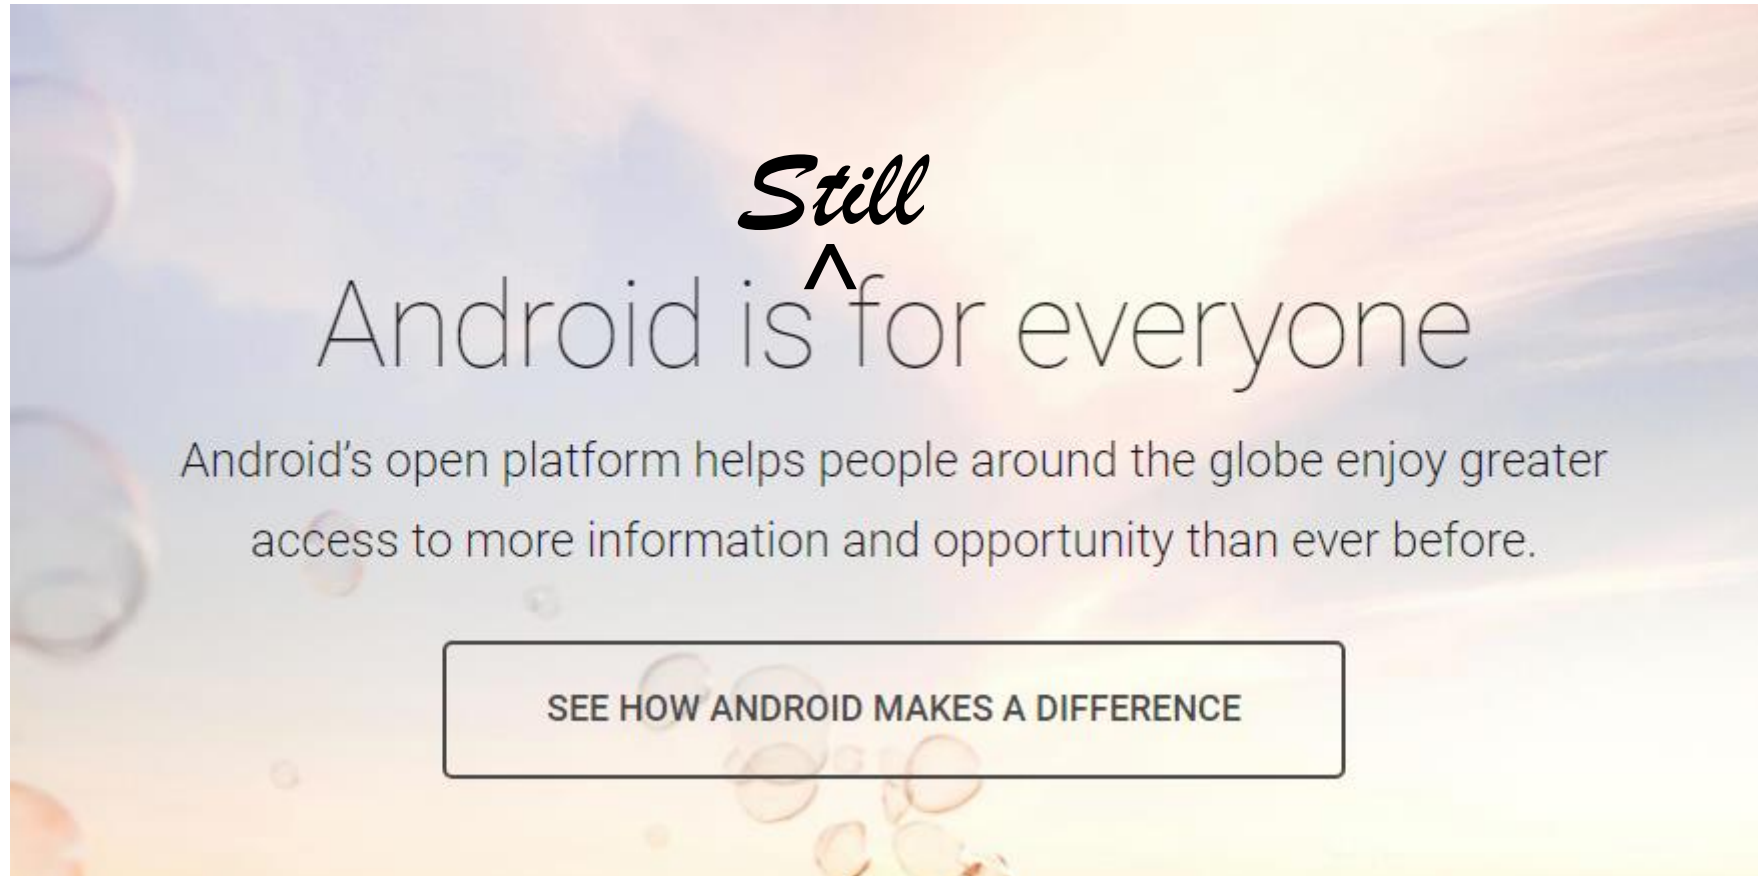 Still
^
Android is for everyone
Android’s open platform helps people around the globe enjoy greater
access to more information and opportunity than ever before.
SEE HOW ANDROID MAKES A DIFFERENCE